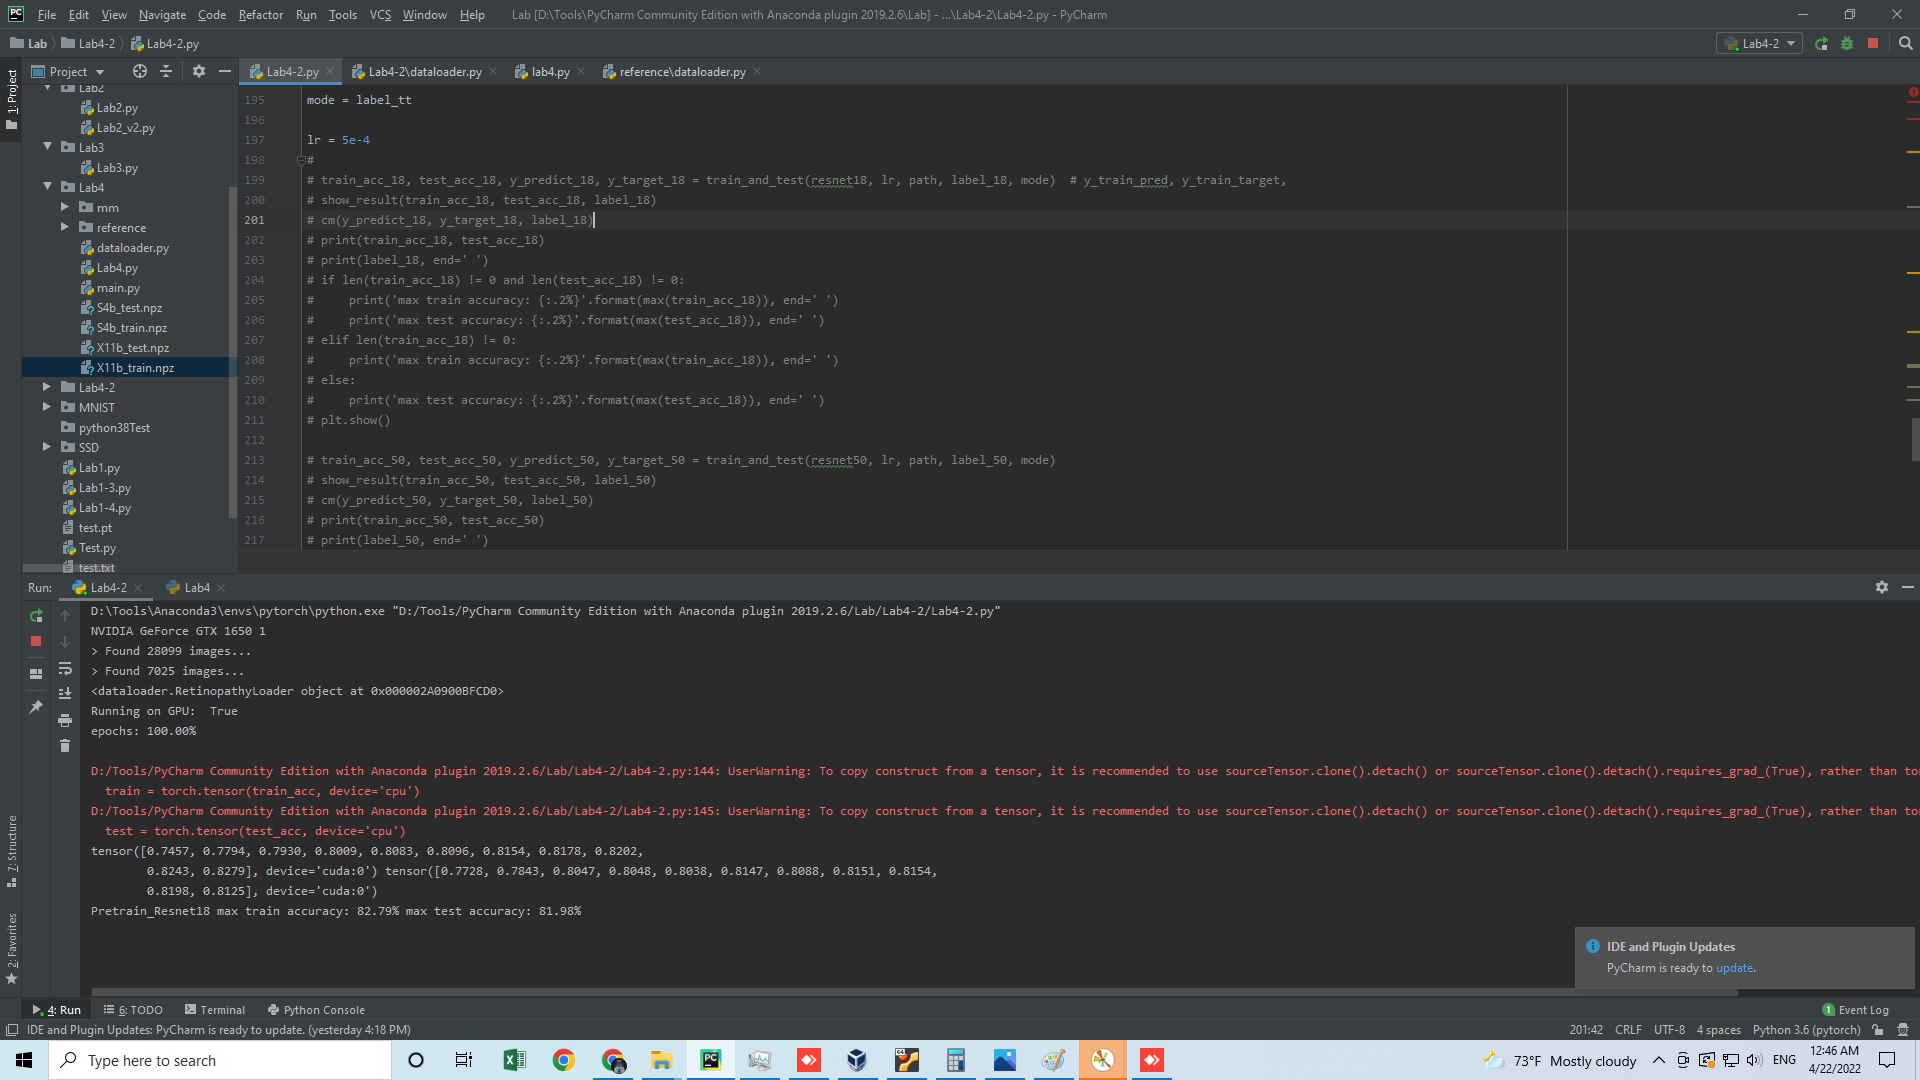 File Edit View Navigate Code Refactor Run Tools VCS Window Help Lab [D:\Tools\PyCharm Community Edition with Anaconda plugin 2019.2.6\Lab] - ...\Lab4-2\Lab4-2.py - PyCharm
Lab Lab4-2 Lab4-2.py Lab4-2
Project Lab4-2.py Lab4-2\dataloader.py lab4.py reference\dataloader.py
1: Project
Lab2
Lab2.py
Lab2_v2.py
Lab3
Lab3.py
Lab4
mm
reference
dataloader.py
Lab4.py
main.py
S4b_test.npz
S4b_train.npz
X11b_test.npz
X11b_train.npz
Lab4-2
MNIST
python38Test
SSD
Lab1.py
Lab1-3.py
Lab1-4.py
test.pt
Test.py
test.txt
195 mode = label_tt
196
197 lr = 5e-4
198 #
199 # train_acc_18, test_acc_18, y_predict_18, y_target_18 = train_and_test(resnet18, lr, path, label_18, mode)  # y_train_pred, y_train_target,
200 # show_result(train_acc_18, test_acc_18, label_18)
201 # cm(y_predict_18, y_target_18, label_18)
202 # print(train_acc_18, test_acc_18)
203 # print(label_18, end=' ')
204 # if len(train_acc_18) != 0 and len(test_acc_18) != 0:
205 #     print('max train accuracy: {:.2%}'.format(max(train_acc_18)), end=' ')
206 #     print('max test accuracy: {:.2%}'.format(max(test_acc_18)), end=' ')
207 # elif len(train_acc_18) != 0:
208 #     print('max train accuracy: {:.2%}'.format(max(train_acc_18)), end=' ')
209 # else:
210 #     print('max test accuracy: {:.2%}'.format(max(test_acc_18)), end=' ')
211 # plt.show()
212
213 # train_acc_50, test_acc_50, y_predict_50, y_target_50 = train_and_test(resnet50, lr, path, label_50, mode)
214 # show_result(train_acc_50, test_acc_50, label_50)
215 # cm(y_predict_50, y_target_50, label_50)
216 # print(train_acc_50, test_acc_50)
217 # print(label_50, end=' ')
Run: Lab4-2 Lab4
D:\Tools\Anaconda3\envs\pytorch\python.exe "D:/Tools/PyCharm Community Edition with Anaconda plugin 2019.2.6/Lab/Lab4-2/Lab4-2.py"
NVIDIA GeForce GTX 1650 1
> Found 28099 images...
> Found 7025 images...
<dataloader.RetinopathyLoader object at 0x000002A0900BFCD0>
Running on GPU:  True
epochs: 100.00%
D:/Tools/PyCharm Community Edition with Anaconda plugin 2019.2.6/Lab/Lab4-2/Lab4-2.py:144: UserWarning: To copy construct from a tensor, it is recommended to use sourceTensor.clone().detach() or sourceTensor.clone().detach().requires_grad_(True), rather than to
train = torch.tensor(train_acc, device='cpu')
D:/Tools/PyCharm Community Edition with Anaconda plugin 2019.2.6/Lab/Lab4-2/Lab4-2.py:145: UserWarning: To copy construct from a tensor, it is recommended to use sourceTensor.clone().detach() or sourceTensor.clone().detach().requires_grad_(True), rather than to
test = torch.tensor(test_acc, device='cpu')
tensor([0.7457, 0.7794, 0.7930, 0.8009, 0.8083, 0.8096, 0.8154, 0.8178, 0.8202,
0.8243, 0.8279], device='cuda:0') tensor([0.7728, 0.7843, 0.8047, 0.8048, 0.8038, 0.8147, 0.8088, 0.8151, 0.8154,
0.8198, 0.8125], device='cuda:0')
Pretrain_Resnet18 max train accuracy: 82.79% max test accuracy: 81.98%
7: Structure
2: Favorites
IDE and Plugin Updates
PyCharm is ready to update.
4: Run 6: TODO Terminal Python Console 1 Event Log
IDE and Plugin Updates: PyCharm is ready to update. (yesterday 4:18 PM) 201:42 CRLF UTF-8 4 spaces Python 3.6 (pytorch)
Type here to search 73°F Mostly cloudy ENG 12:46 AM
4/22/2022